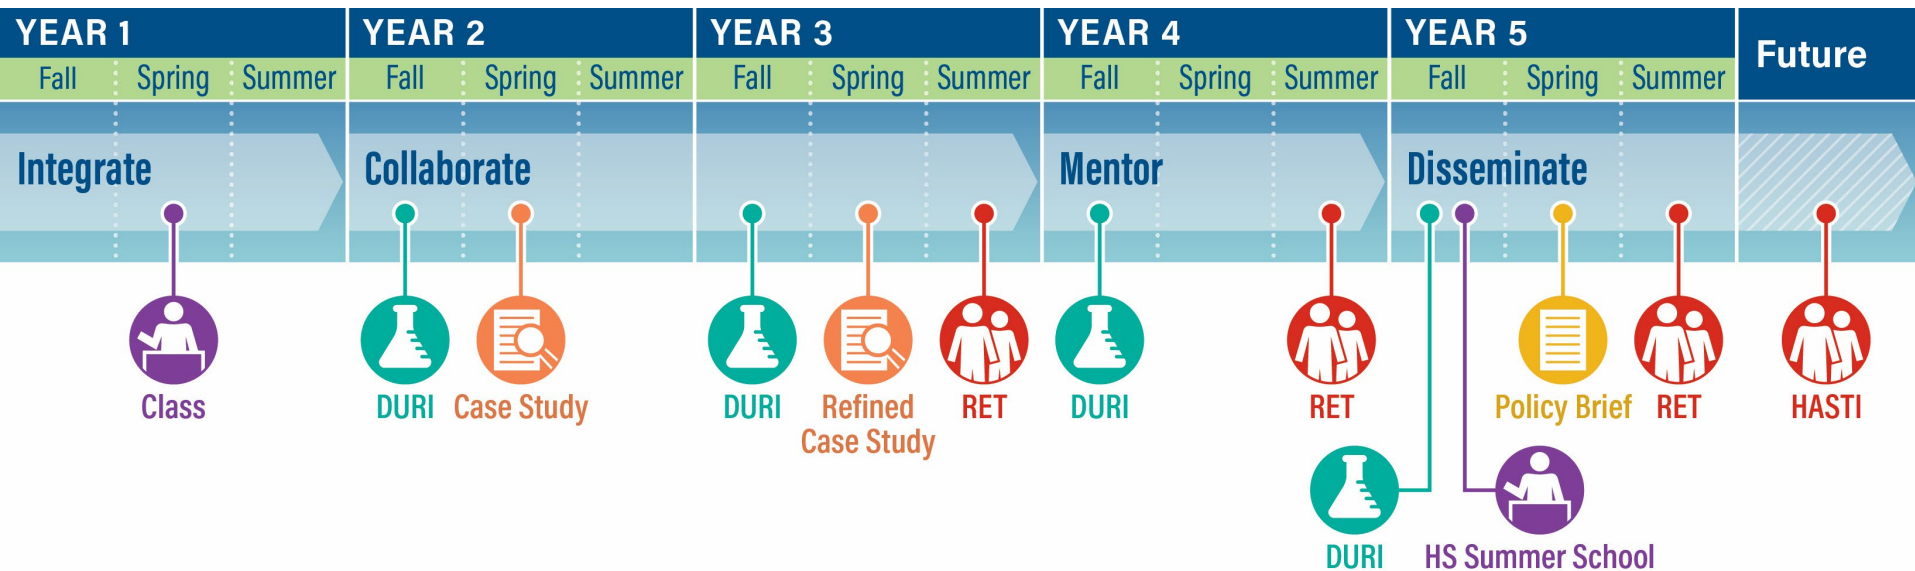 YEAR 1
YEAR 2
YEAR 3
YEAR 4
YEAR 5
Future
Fall
Spring
Summer
Fall
Spring
Summer
Fall
Spring
Summer
Fall
Spring
Summer
Fall
Spring
Summer
Integrate
Collaborate
Mentor
Disseminate
Class
DURI
Case Study
DURI
Refined
Case Study
RET
DURI
RET
Policy Brief
RET
HASTI
DURI
HS Summer School